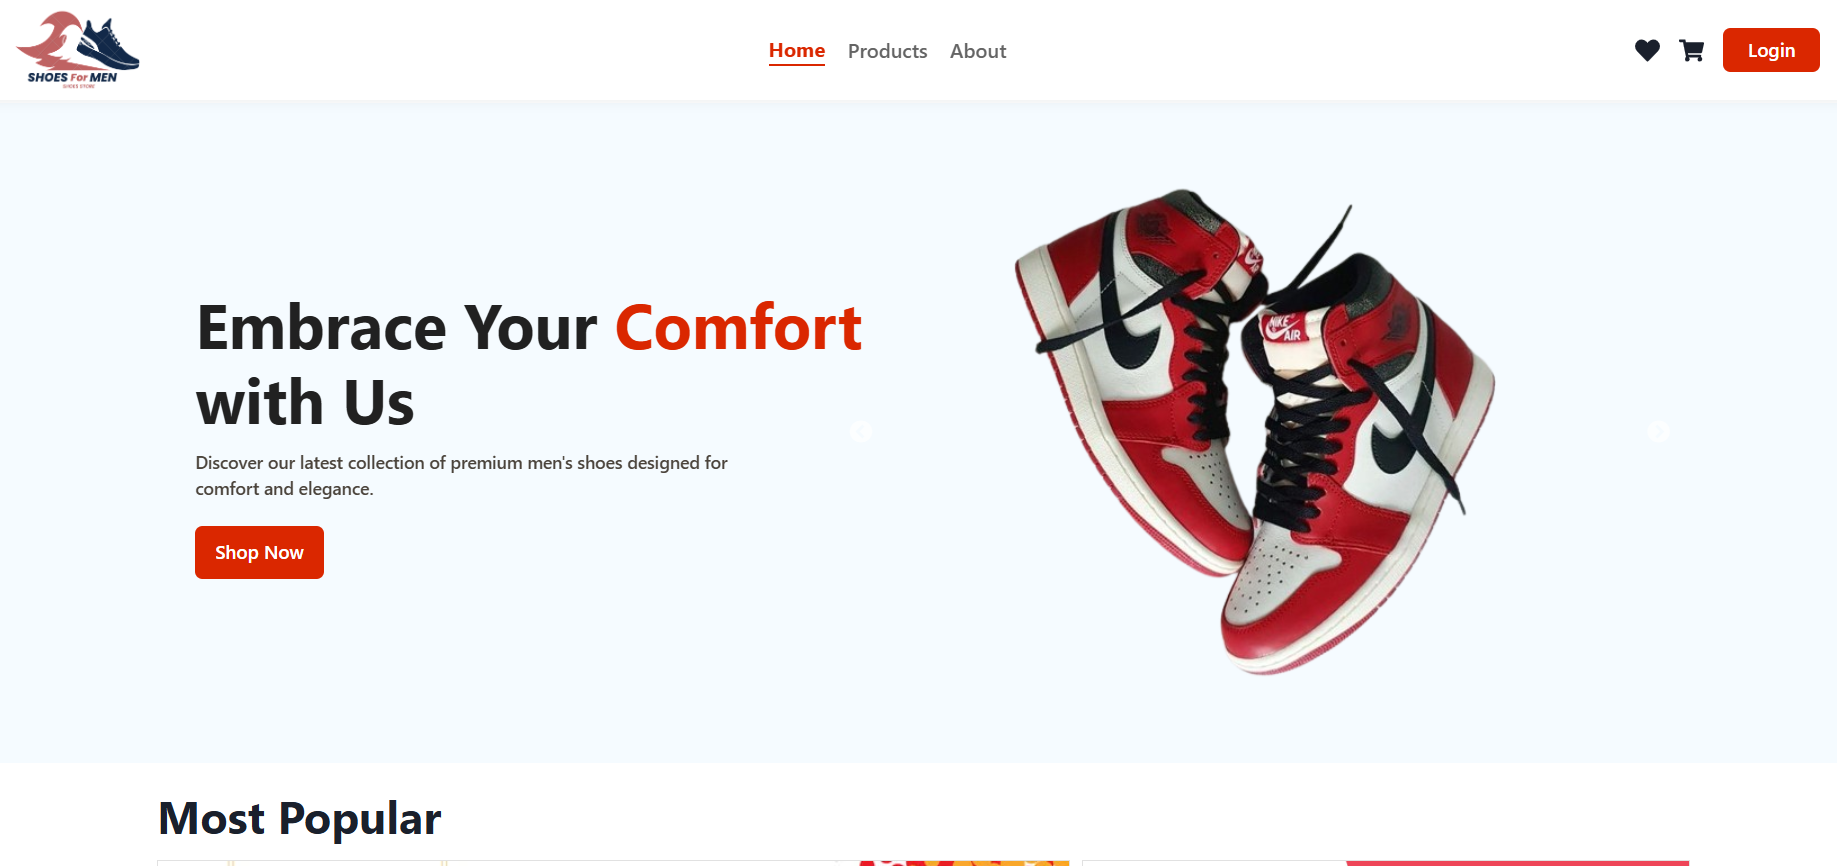 SHOES For MEN
SHOES STORE
Home
Products
About
Login
Embrace Your Comfort
with Us
Discover our latest collection of premium men's shoes designed for
comfort and elegance.
Shop Now
NIKE
AIR
Most Popular